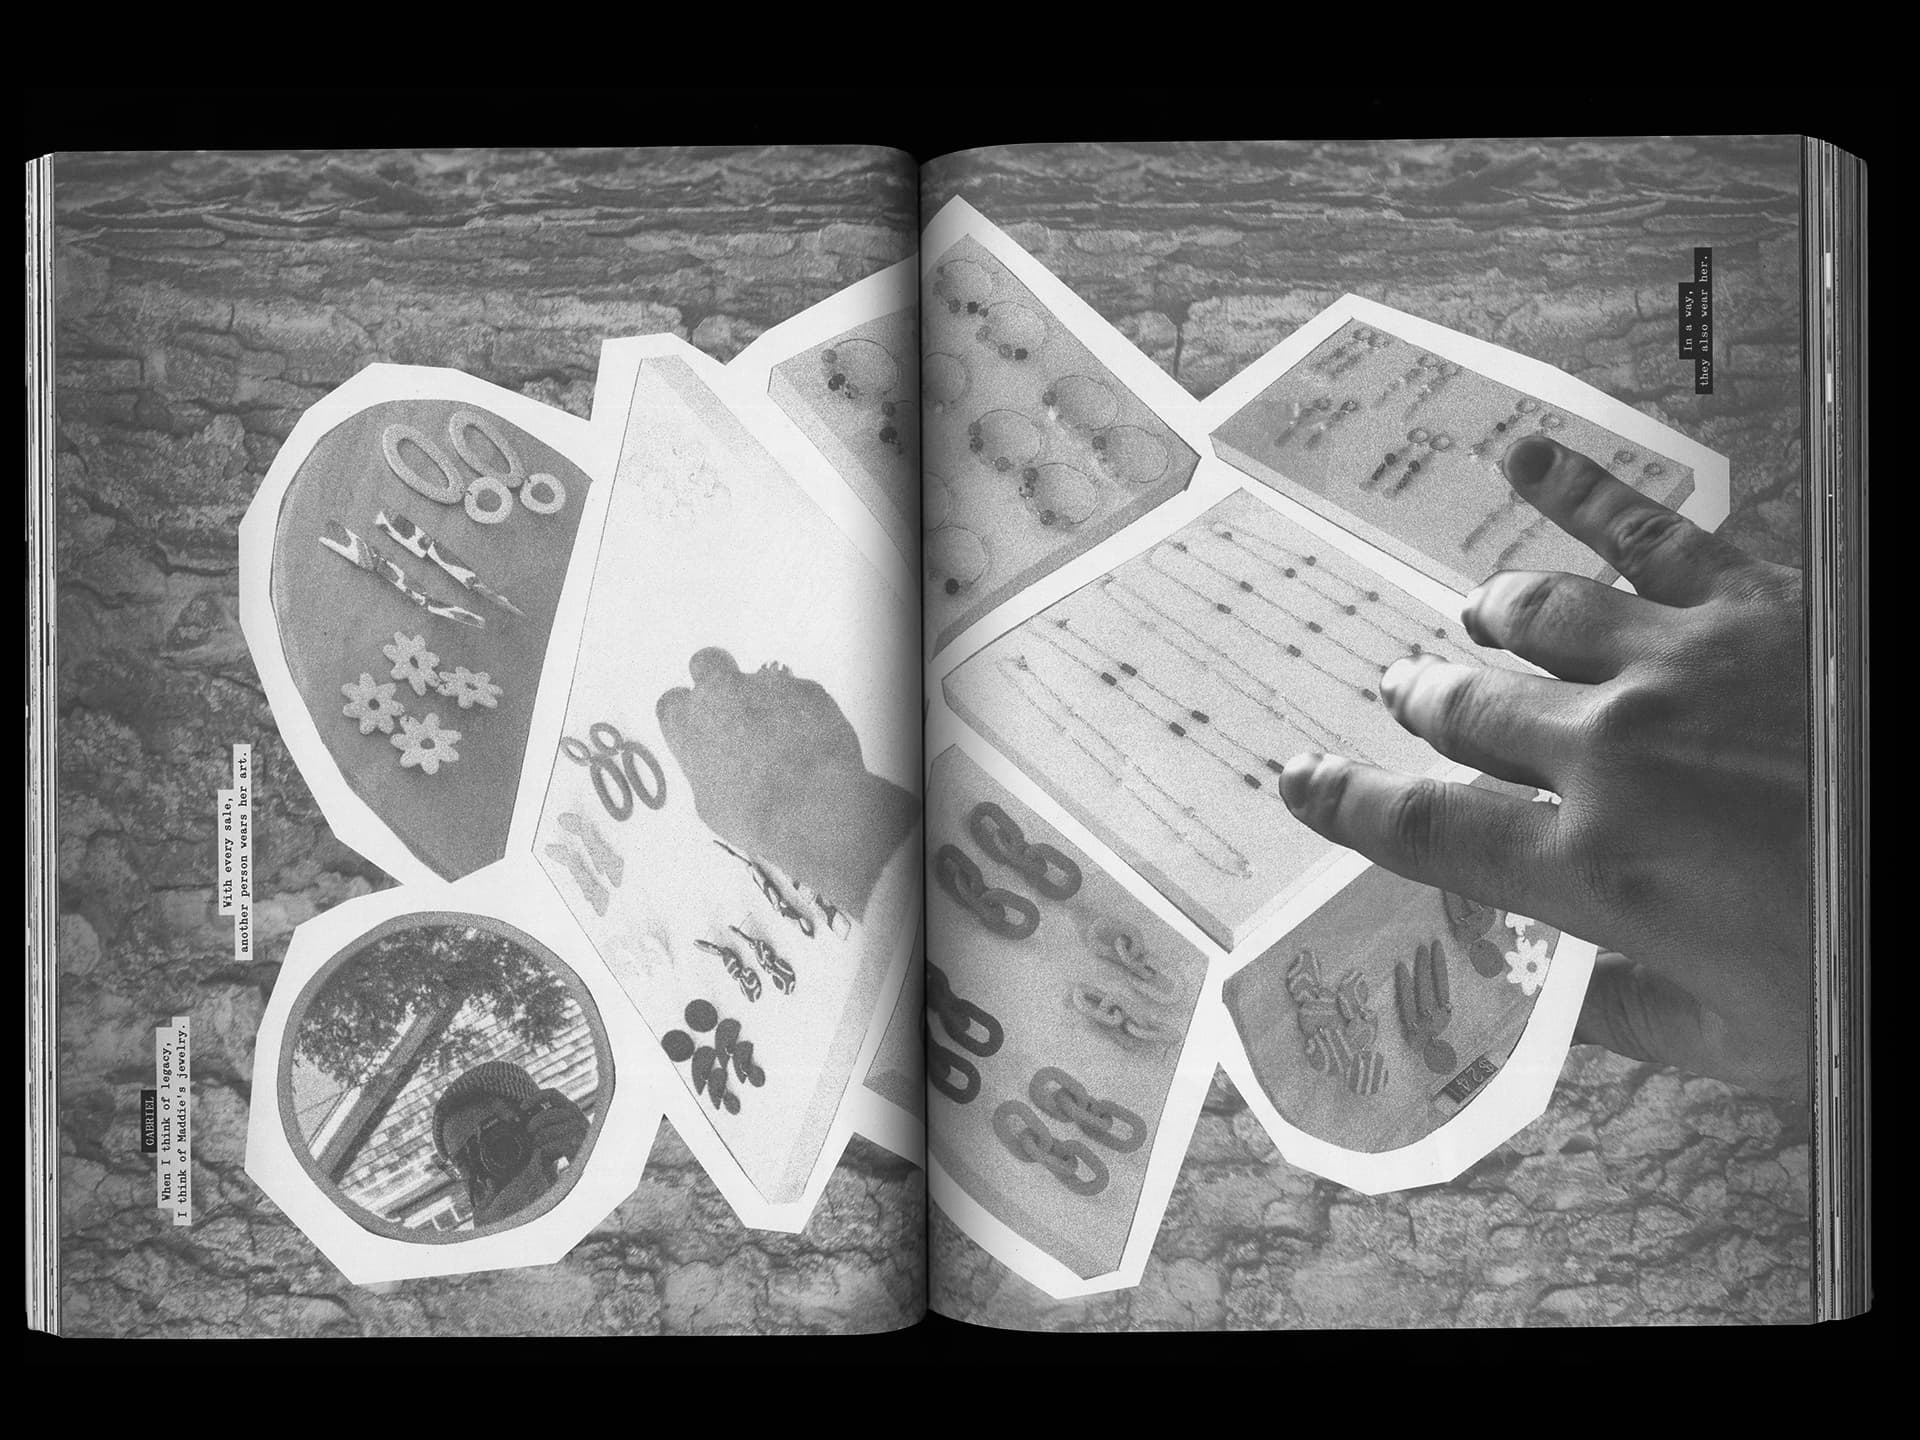 GABRIEL
When I think of legacy,
I think of Maddie's jewelry.
With every sale,
another person wears her art.
In a way,
they also wear her.
$24